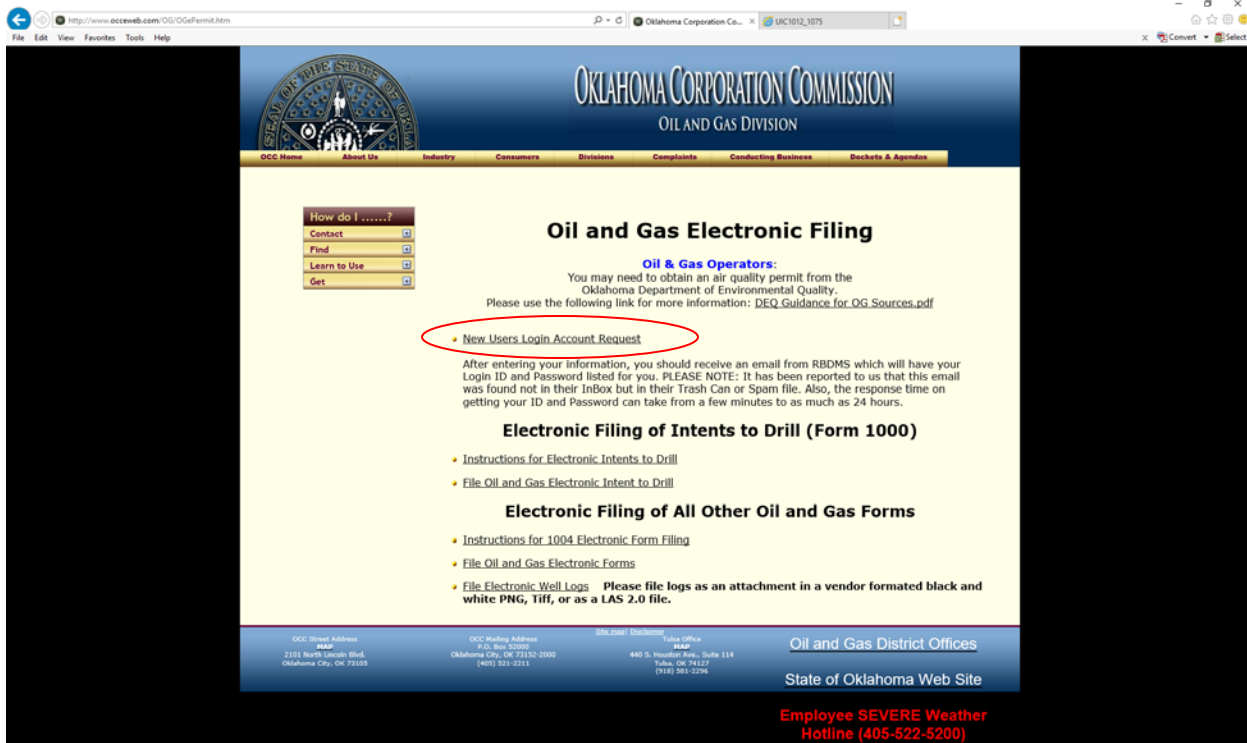 http://www.occeweb.com/OG/OGePermit.htm
Oklahoma Corporation Co...
UIC1012_1075
File Edit View Favorites Tools Help
x Convert Select
SEAL OF THE STATE OF OKLA
OKLAHOMA CORPORATION COMMISSION
OIL AND GAS DIVISION
OCC Home About Us Industry Consumers Divisions Complaints Conducting Business Dockets & Agendas
How do I ......?
Contact
Find
Learn to Use
Get
Oil and Gas Electronic Filing
Oil & Gas Operators:
You may need to obtain an air quality permit from the
Oklahoma Department of Environmental Quality.
Please use the following link for more information: DEQ Guidance for OG Sources.pdf
New Users Login Account Request
After entering your information, you should receive an email from RBDMS which will have your
Login ID and Password listed for you. PLEASE NOTE: It has been reported to us that this email
was found not in their InBox but in their Trash Can or Spam file. Also, the response time on
getting your ID and Password can take from a few minutes to as much as 24 hours.
Electronic Filing of Intents to Drill (Form 1000)
Instructions for Electronic Intents to Drill
File Oil and Gas Electronic Intent to Drill
Electronic Filing of All Other Oil and Gas Forms
Instructions for 1004 Electronic Form Filing
File Oil and Gas Electronic Forms
File Electronic Well Logs Please file logs as an attachment in a vendor formated black and
white PNG, Tiff, or as a LAS 2.0 file.
Site map| Disclaimer
OCC Street Address
MAP
2101 North Lincoln Blvd.
Oklahoma City, OK 73105
OCC Mailing Address
P.O. Box 52000
Oklahoma City, OK 73152-2000
(405) 521-2211
Tulsa Office
MAP
440 S. Houston Ave., Suite 114
Tulsa, OK 74127
(918) 581-2296
Oil and Gas District Offices
State of Oklahoma Web Site
Employee SEVERE Weather
Hotline (405-522-5200)